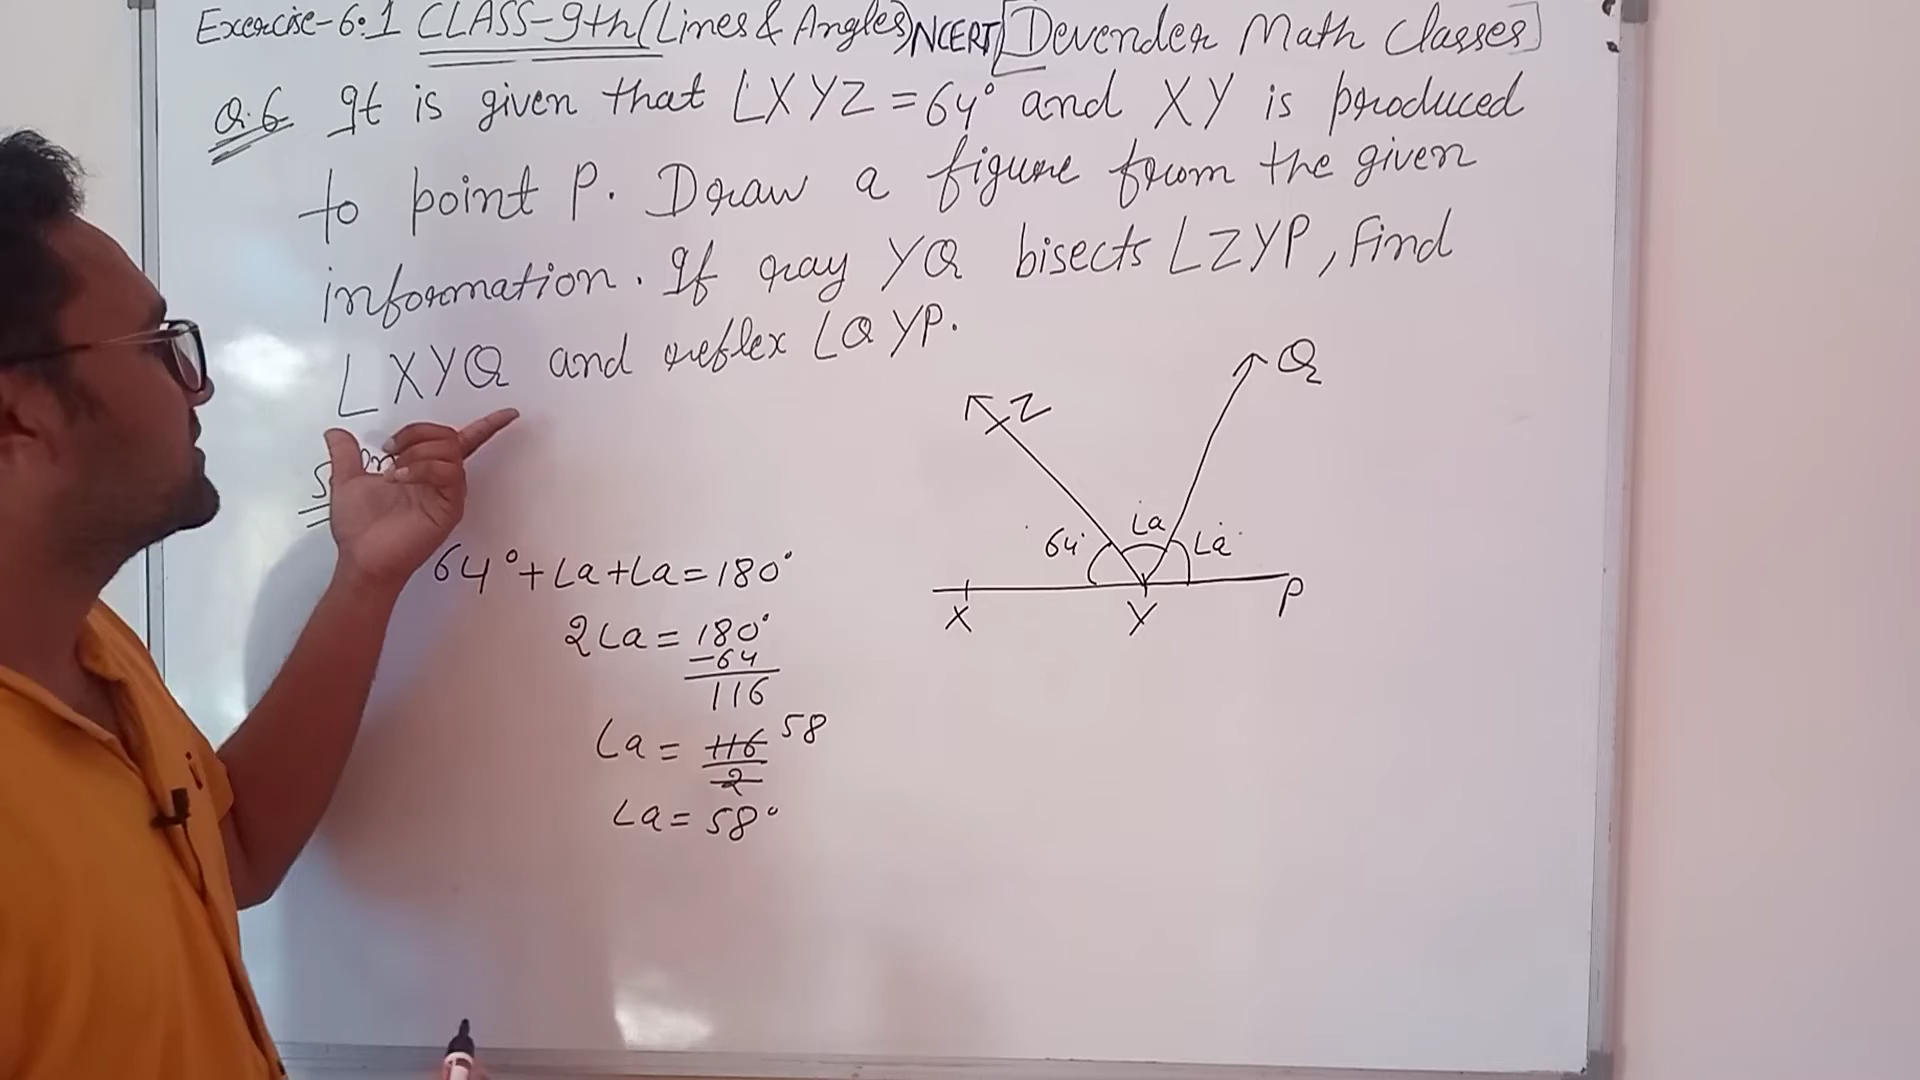 Exercise-6.1 CLASS-9th (Lines & Angles) NCERT [Devender Math Classes]
Q.6 It is given that ∠XYZ = 64° and XY is produced
to point P. Draw a figure from the given
information. If ray YQ bisects ∠ZYP, Find
∠XYQ and reflex ∠QYP.
Q
Z
∠a
64° ∠a
X Y P
64° + ∠a + ∠a = 180°
2∠a = 180°
-64
116
∠a = 116 58
2
∠a = 58°